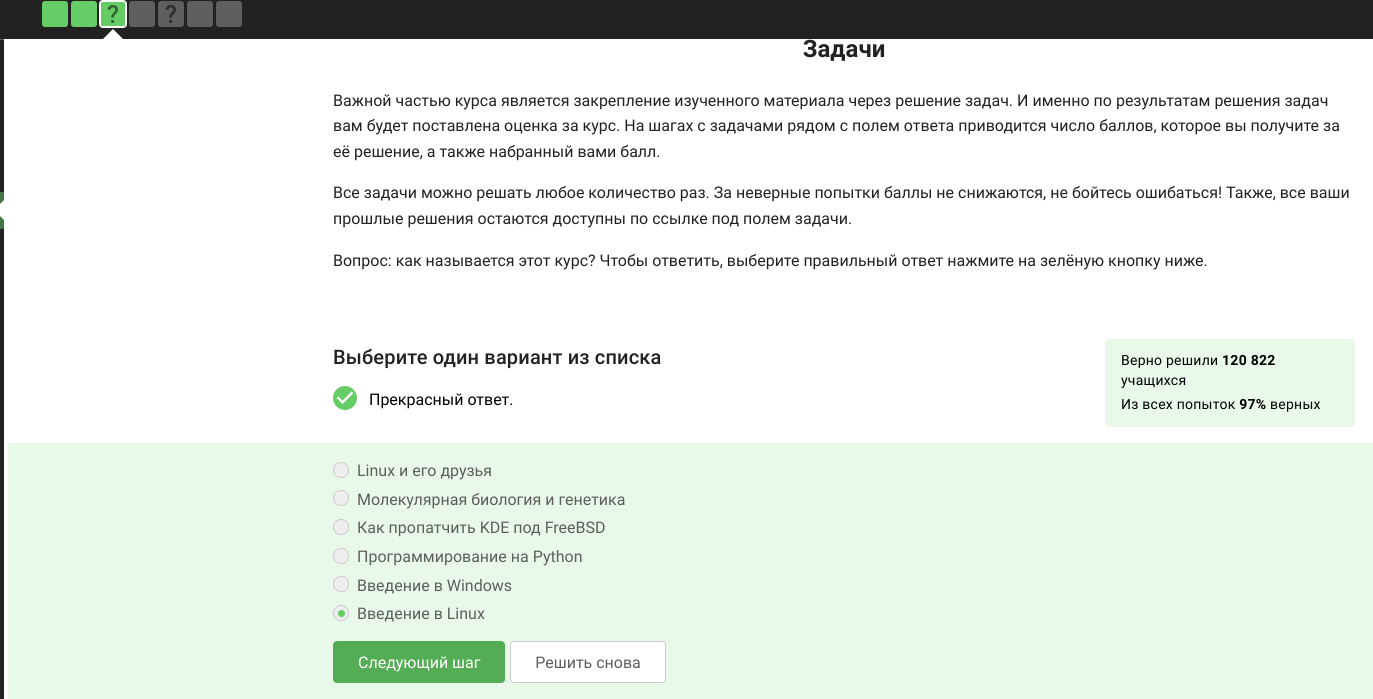 ?
?
Задачи
Важной частью курса является закрепление изученного материала через решение задач. И именно по результатам решения задач
вам будет поставлена оценка за курс. На шагах с задачами рядом с полем ответа приводится число баллов, которое вы получите за
её решение, а также набранный вами балл.
Все задачи можно решать любое количество раз. За неверные попытки баллы не снижаются, не бойтесь ошибаться! Также, все ваши
прошлые решения остаются доступны по ссылке под полем задачи.
Вопрос: как называется этот курс? Чтобы ответить, выберите правильный ответ нажмите на зелёную кнопку ниже.
Выберите один вариант из списка
Прекрасный ответ.
Верно решили 120 822
учащихся
Из всех попыток 97% верных
Linux и его друзья
Молекулярная биология и генетика
Как пропатчить KDE под FreeBSD
Программирование на Python
Введение в Windows
Введение в Linux
Следующий шаг
Решить снова